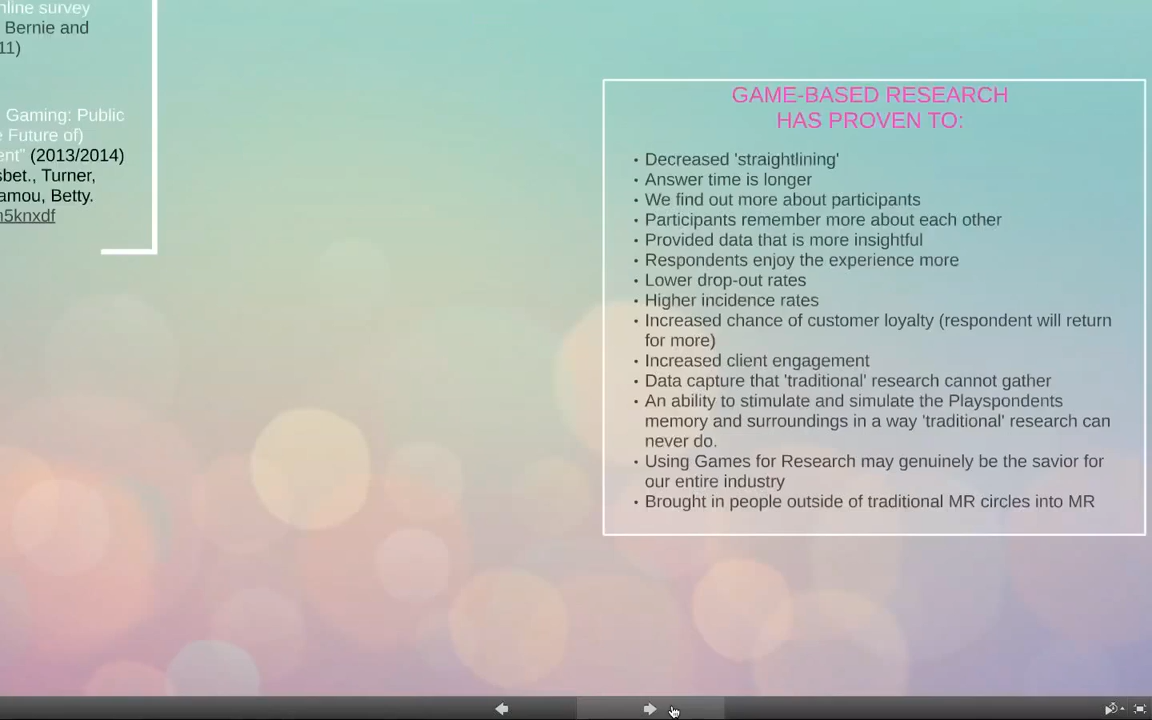 nline survey
Bernie and
11)
Gaming: Public
e Future of)
ent" (2013/2014)
sbet., Turner,
amou, Betty.
n5knxdf
GAME-BASED RESEARCH
HAS PROVEN TO:
• Decreased 'straightlining'
• Answer time is longer
• We find out more about participants
• Participants remember more about each other
• Provided data that is more insightful
• Respondents enjoy the experience more
• Lower drop-out rates
• Higher incidence rates
• Increased chance of customer loyalty (respondent will return
for more)
• Increased client engagement
• Data capture that 'traditional' research cannot gather
• An ability to stimulate and simulate the Playspondents
memory and surroundings in a way 'traditional' research can
never do.
• Using Games for Research may genuinely be the savior for
our entire industry
• Brought in people outside of traditional MR circles into MR